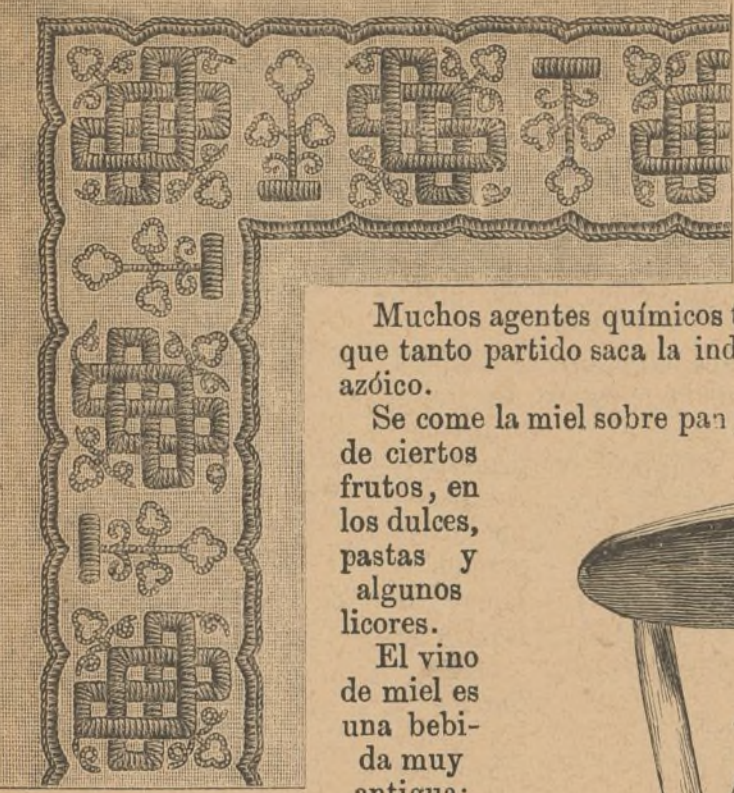 Muchos agentes químicos
que tanto partido saca la
azóico.
Se come la miel sobre pan
de ciertos
frutos, en
los dulces,
pastas y
algunos
licores.
El vino
de miel es
una bebi-
da muy
antigua: